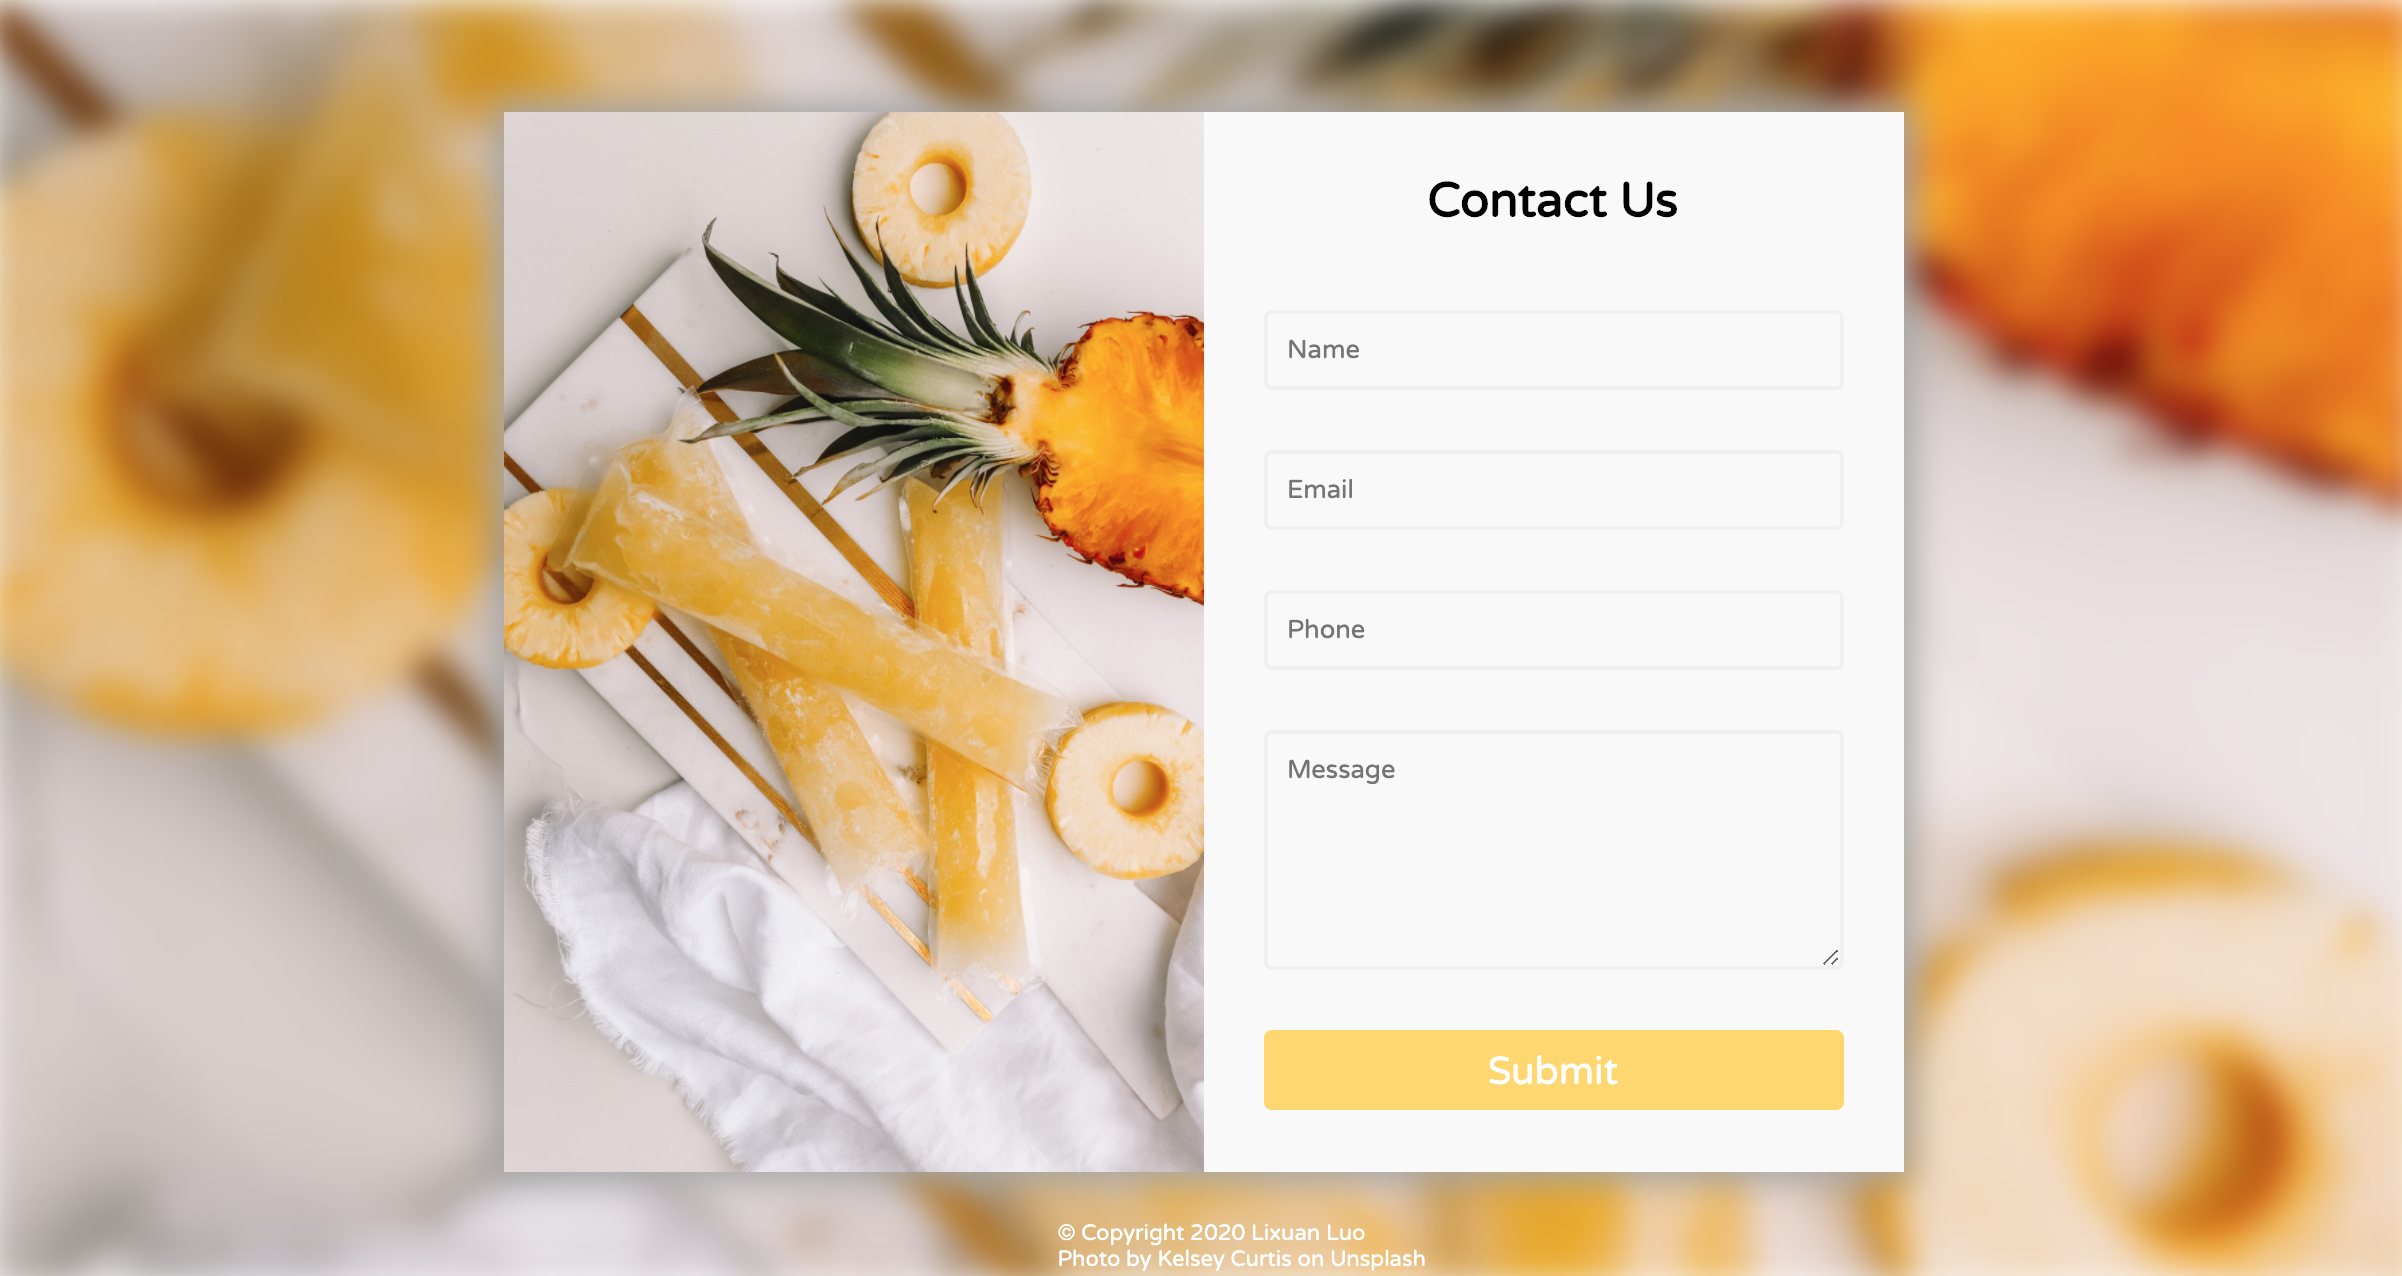 Contact Us
Name
Email
Phone
Message
Submit
© Copyright 2020 Lixuan Luo
Photo by Kelsey Curtis on Unsplash